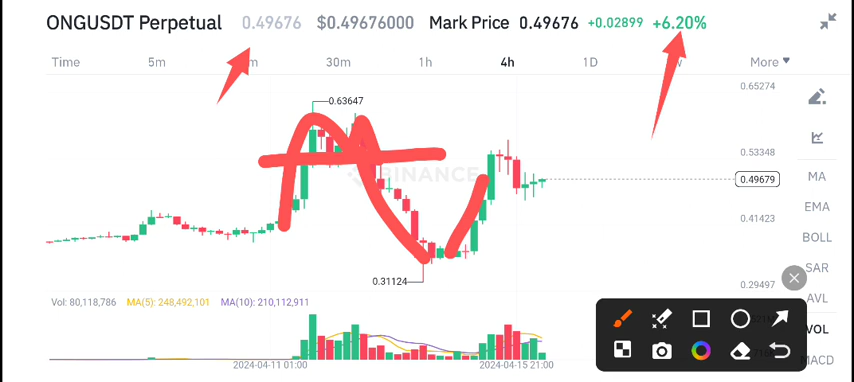 ONGUSDT Perpetual 0.49676 $0.49676000 Mark Price 0.49676 +0.02899 +6.20%
Time 5m 30m 1h 4h 1D More
0.65274
0.63647
0.53348
BINANCE
MA
0.49679
EMA
0.41423
BOLL
0.31124
SAR
0.29497
AVL
Vol: 80,118,786 MA(5): 248,492,101 MA(10): 210,112,911
VOL
MACD
2024-04-11 01:00 2024-04-15 21:00